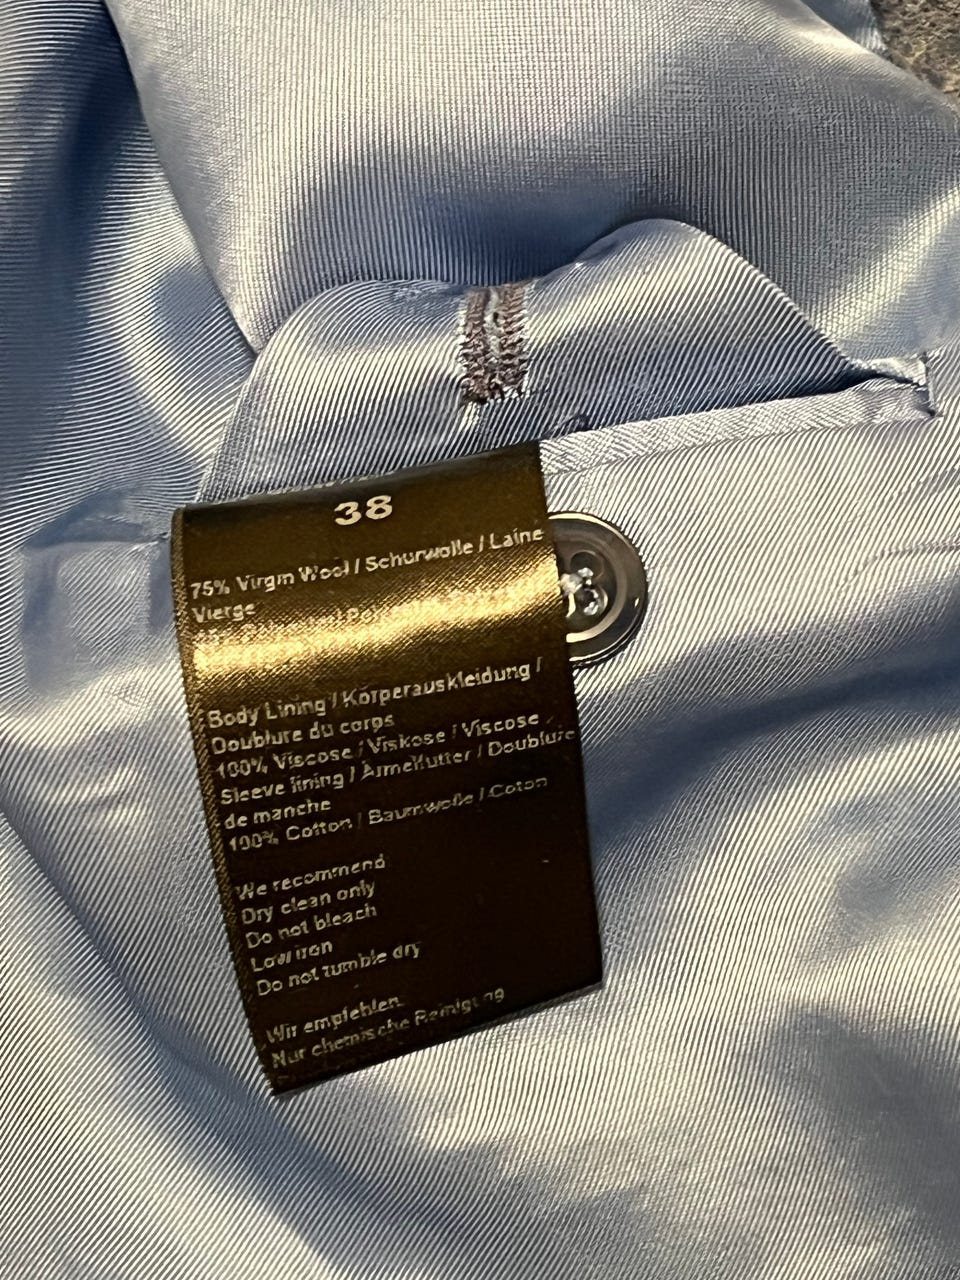 38
75% Virgin Wool / Schurwolle / Laine
Vierge
Body Lining / Körperauskleidung /
Doublure du corps
100% Viscose / Viskose / Viscose
Sleeve lining / Armelfutter / Doublure
de manche
100% Cotton / Baumwolle / Coton
We recommend
Dry clean only
Do not bleach
Low iron
Do not tumble dry
Wir empfehlen
Nur chemische Reinigung